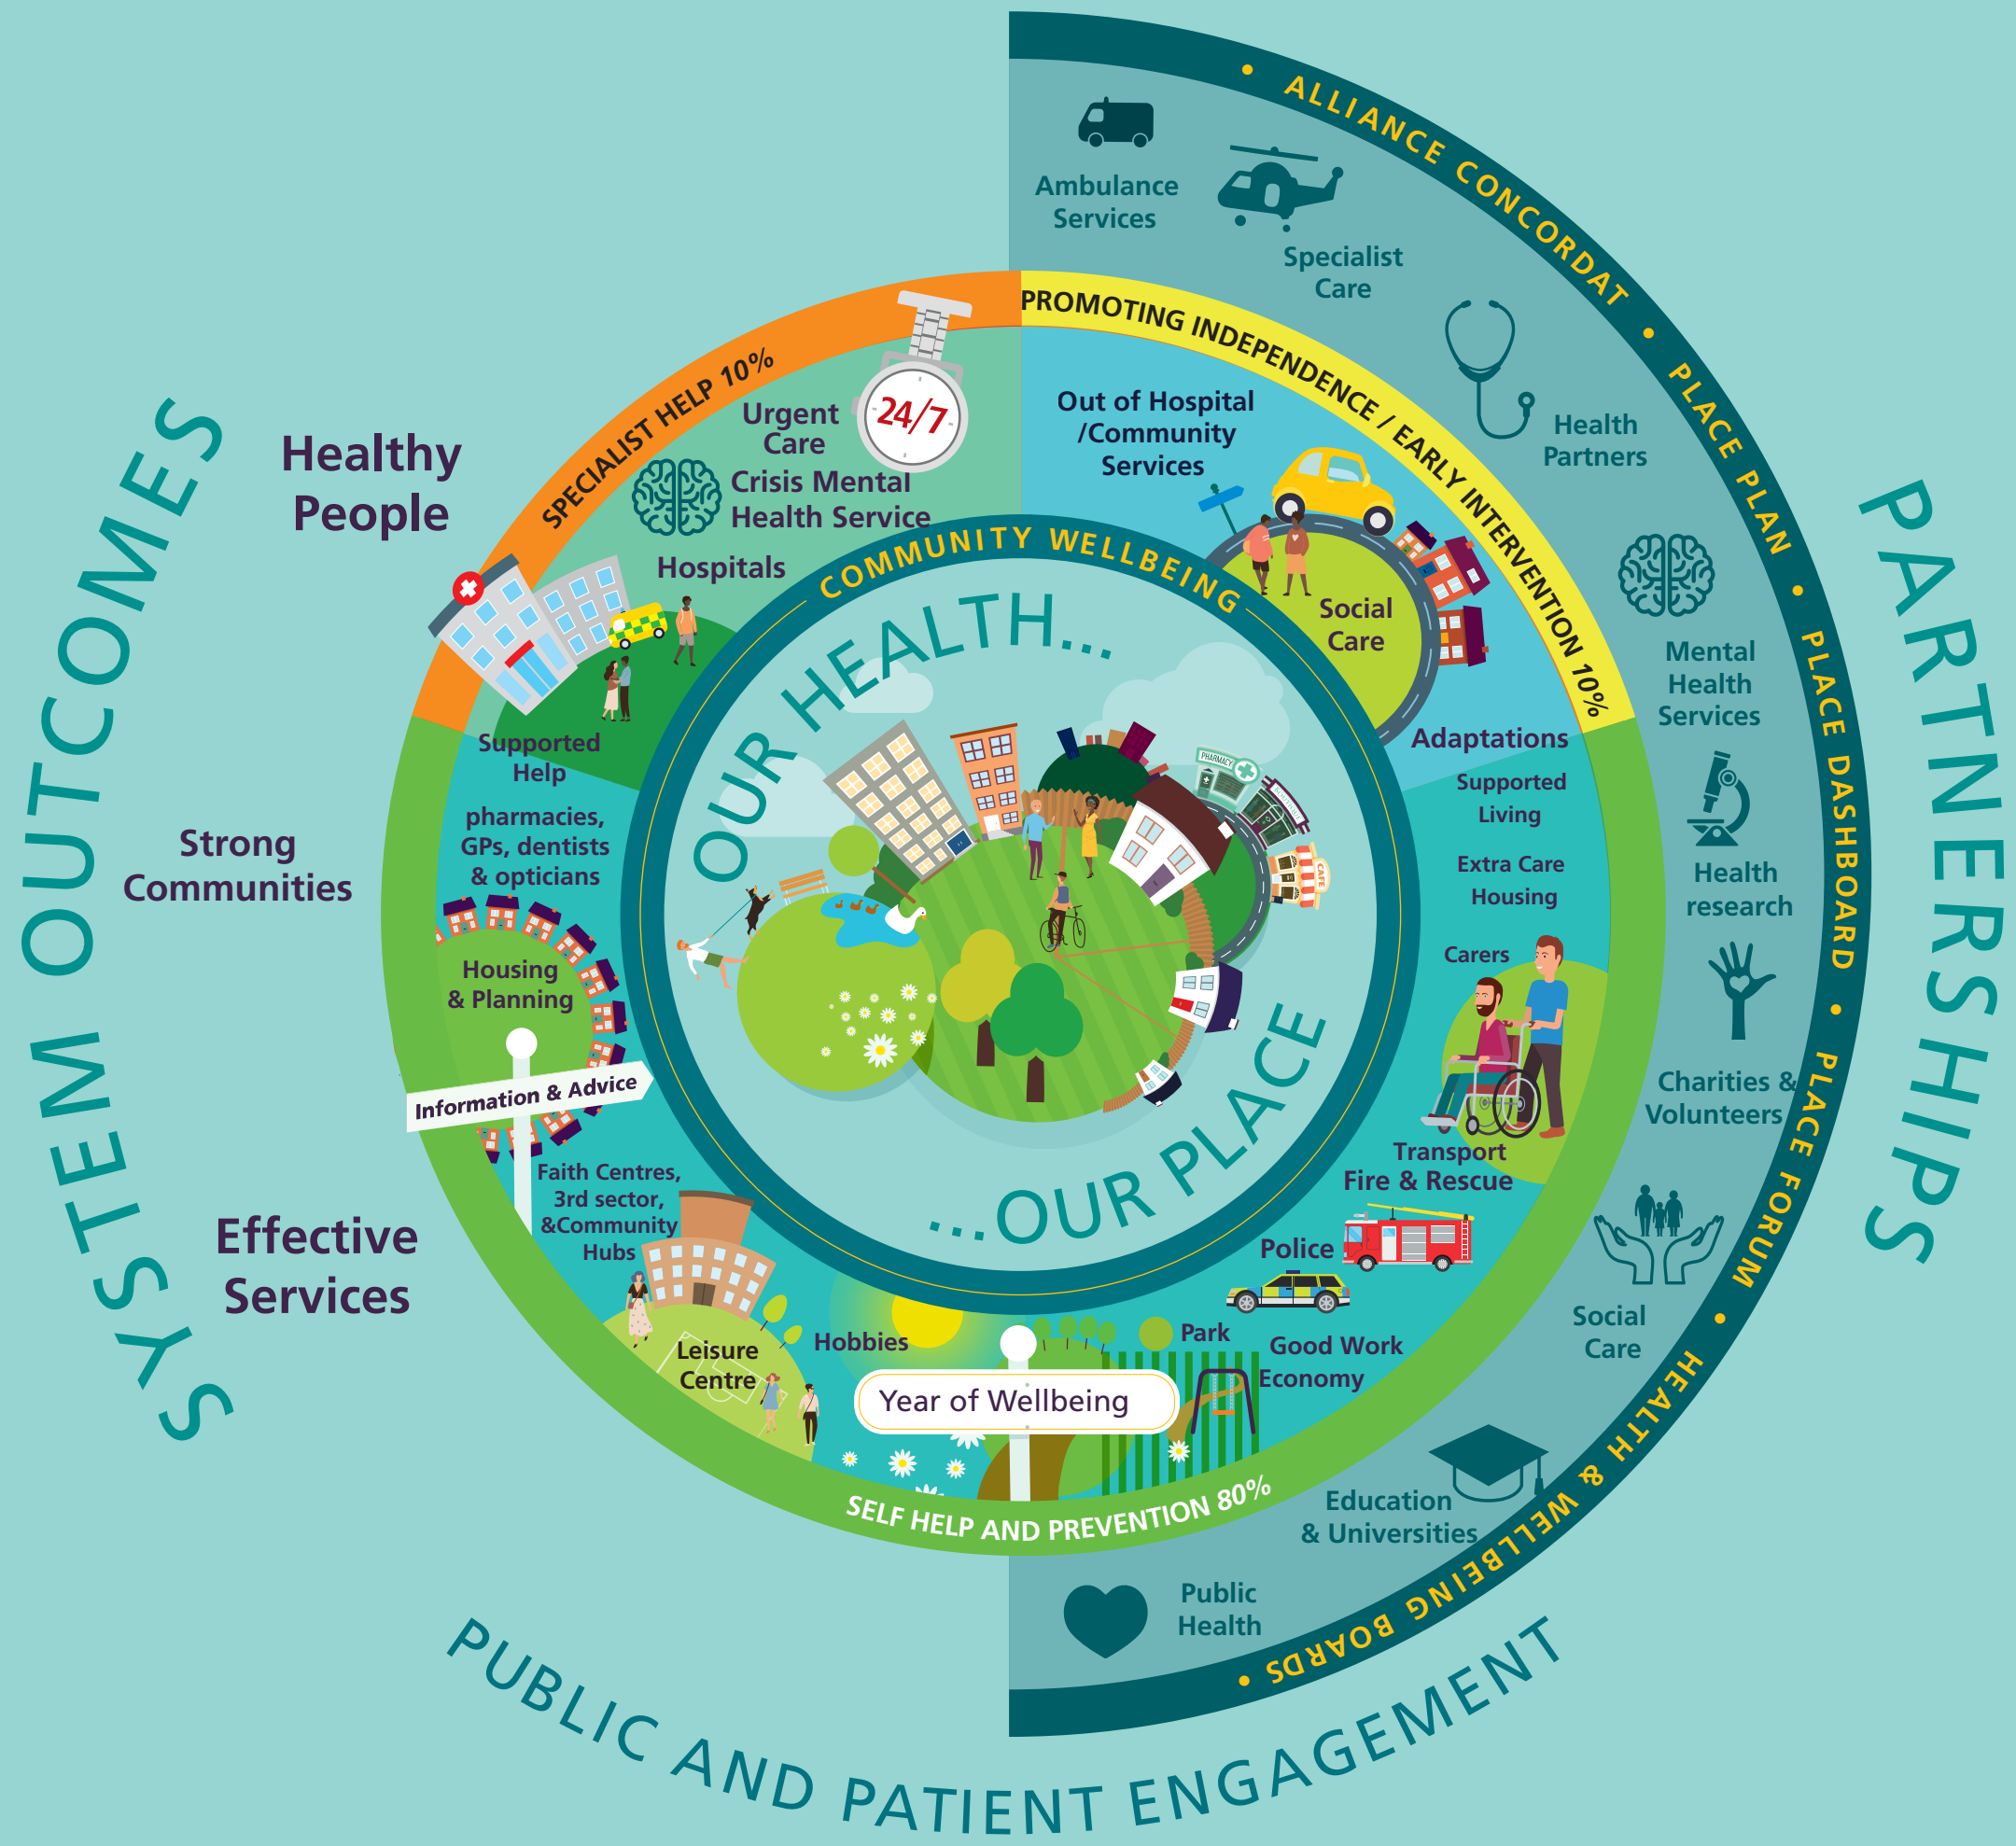 SYSTEM OUTCOMES
Healthy
People
Strong
Communities
Effective
Services
SPECIALIST HELP 10%
Urgent
Care
24/7
Crisis Mental
Health Service
Hospitals
PROMOTING INDEPENDENCE / EARLY INTERVENTION 10%
Out of Hospital
/Community
Services
Social
Care
Adaptations
Supported
Living
Extra Care
Housing
Carers
Transport
Fire & Rescue
Police
Good Work
Economy
Park
Hobbies
Year of Wellbeing
Leisure
Centre
Faith Centres,
3rd sector,
&Community
Hubs
Information & Advice
Housing
& Planning
pharmacies,
GPs, dentists
& opticians
Supported
Help
SELF HELP AND PREVENTION 80%
COMMUNITY WELLBEING
OUR HEALTH...
PHARMACY
CAFE
...OUR PLACE
Ambulance
Services
Specialist
Care
Health
Partners
Mental
Health
Services
Health
research
Charities &
Volunteers
Social
Care
Education
& Universities
Public
Health
• ALLIANCE CONCORDAT • PLACE PLAN • PLACE DASHBOARD • PLACE FORUM • HEALTH & WELLBEING BOARDS •
PARTNERSHIPS
PUBLIC AND PATIENT ENGAGEMENT